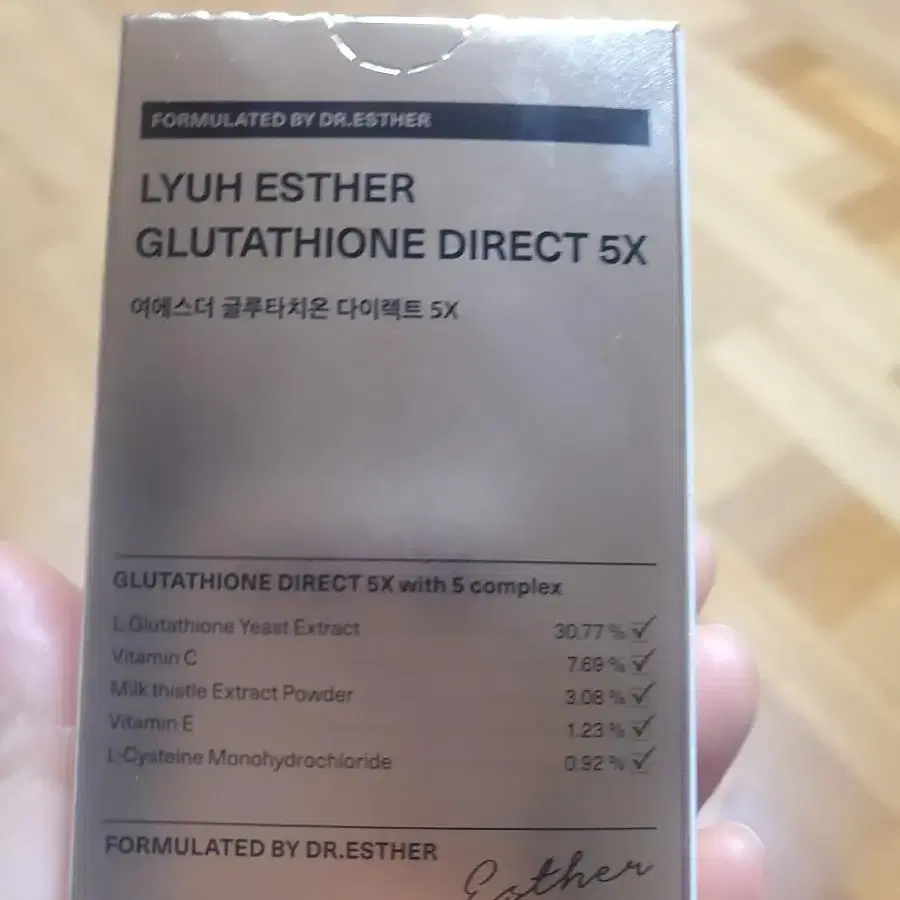 FORMULATED BY DR.ESTHER
LYUH ESTHER
GLUTATHIONE DIRECT 5X
여에스더 글루타치온 다이렉트 5X
GLUTATHIONE DIRECT 5X with 5 complex
L-Glutathione Yeast Extract 30.77 % ✓
Vitamin C 7.69 % ✓
Milk thistle Extract Powder 3.08 % ✓
Vitamin E 1.23 % ✓
L-Cysteine Monohydrochloride 0.92 % ✓
FORMULATED BY DR.ESTHER
Esther